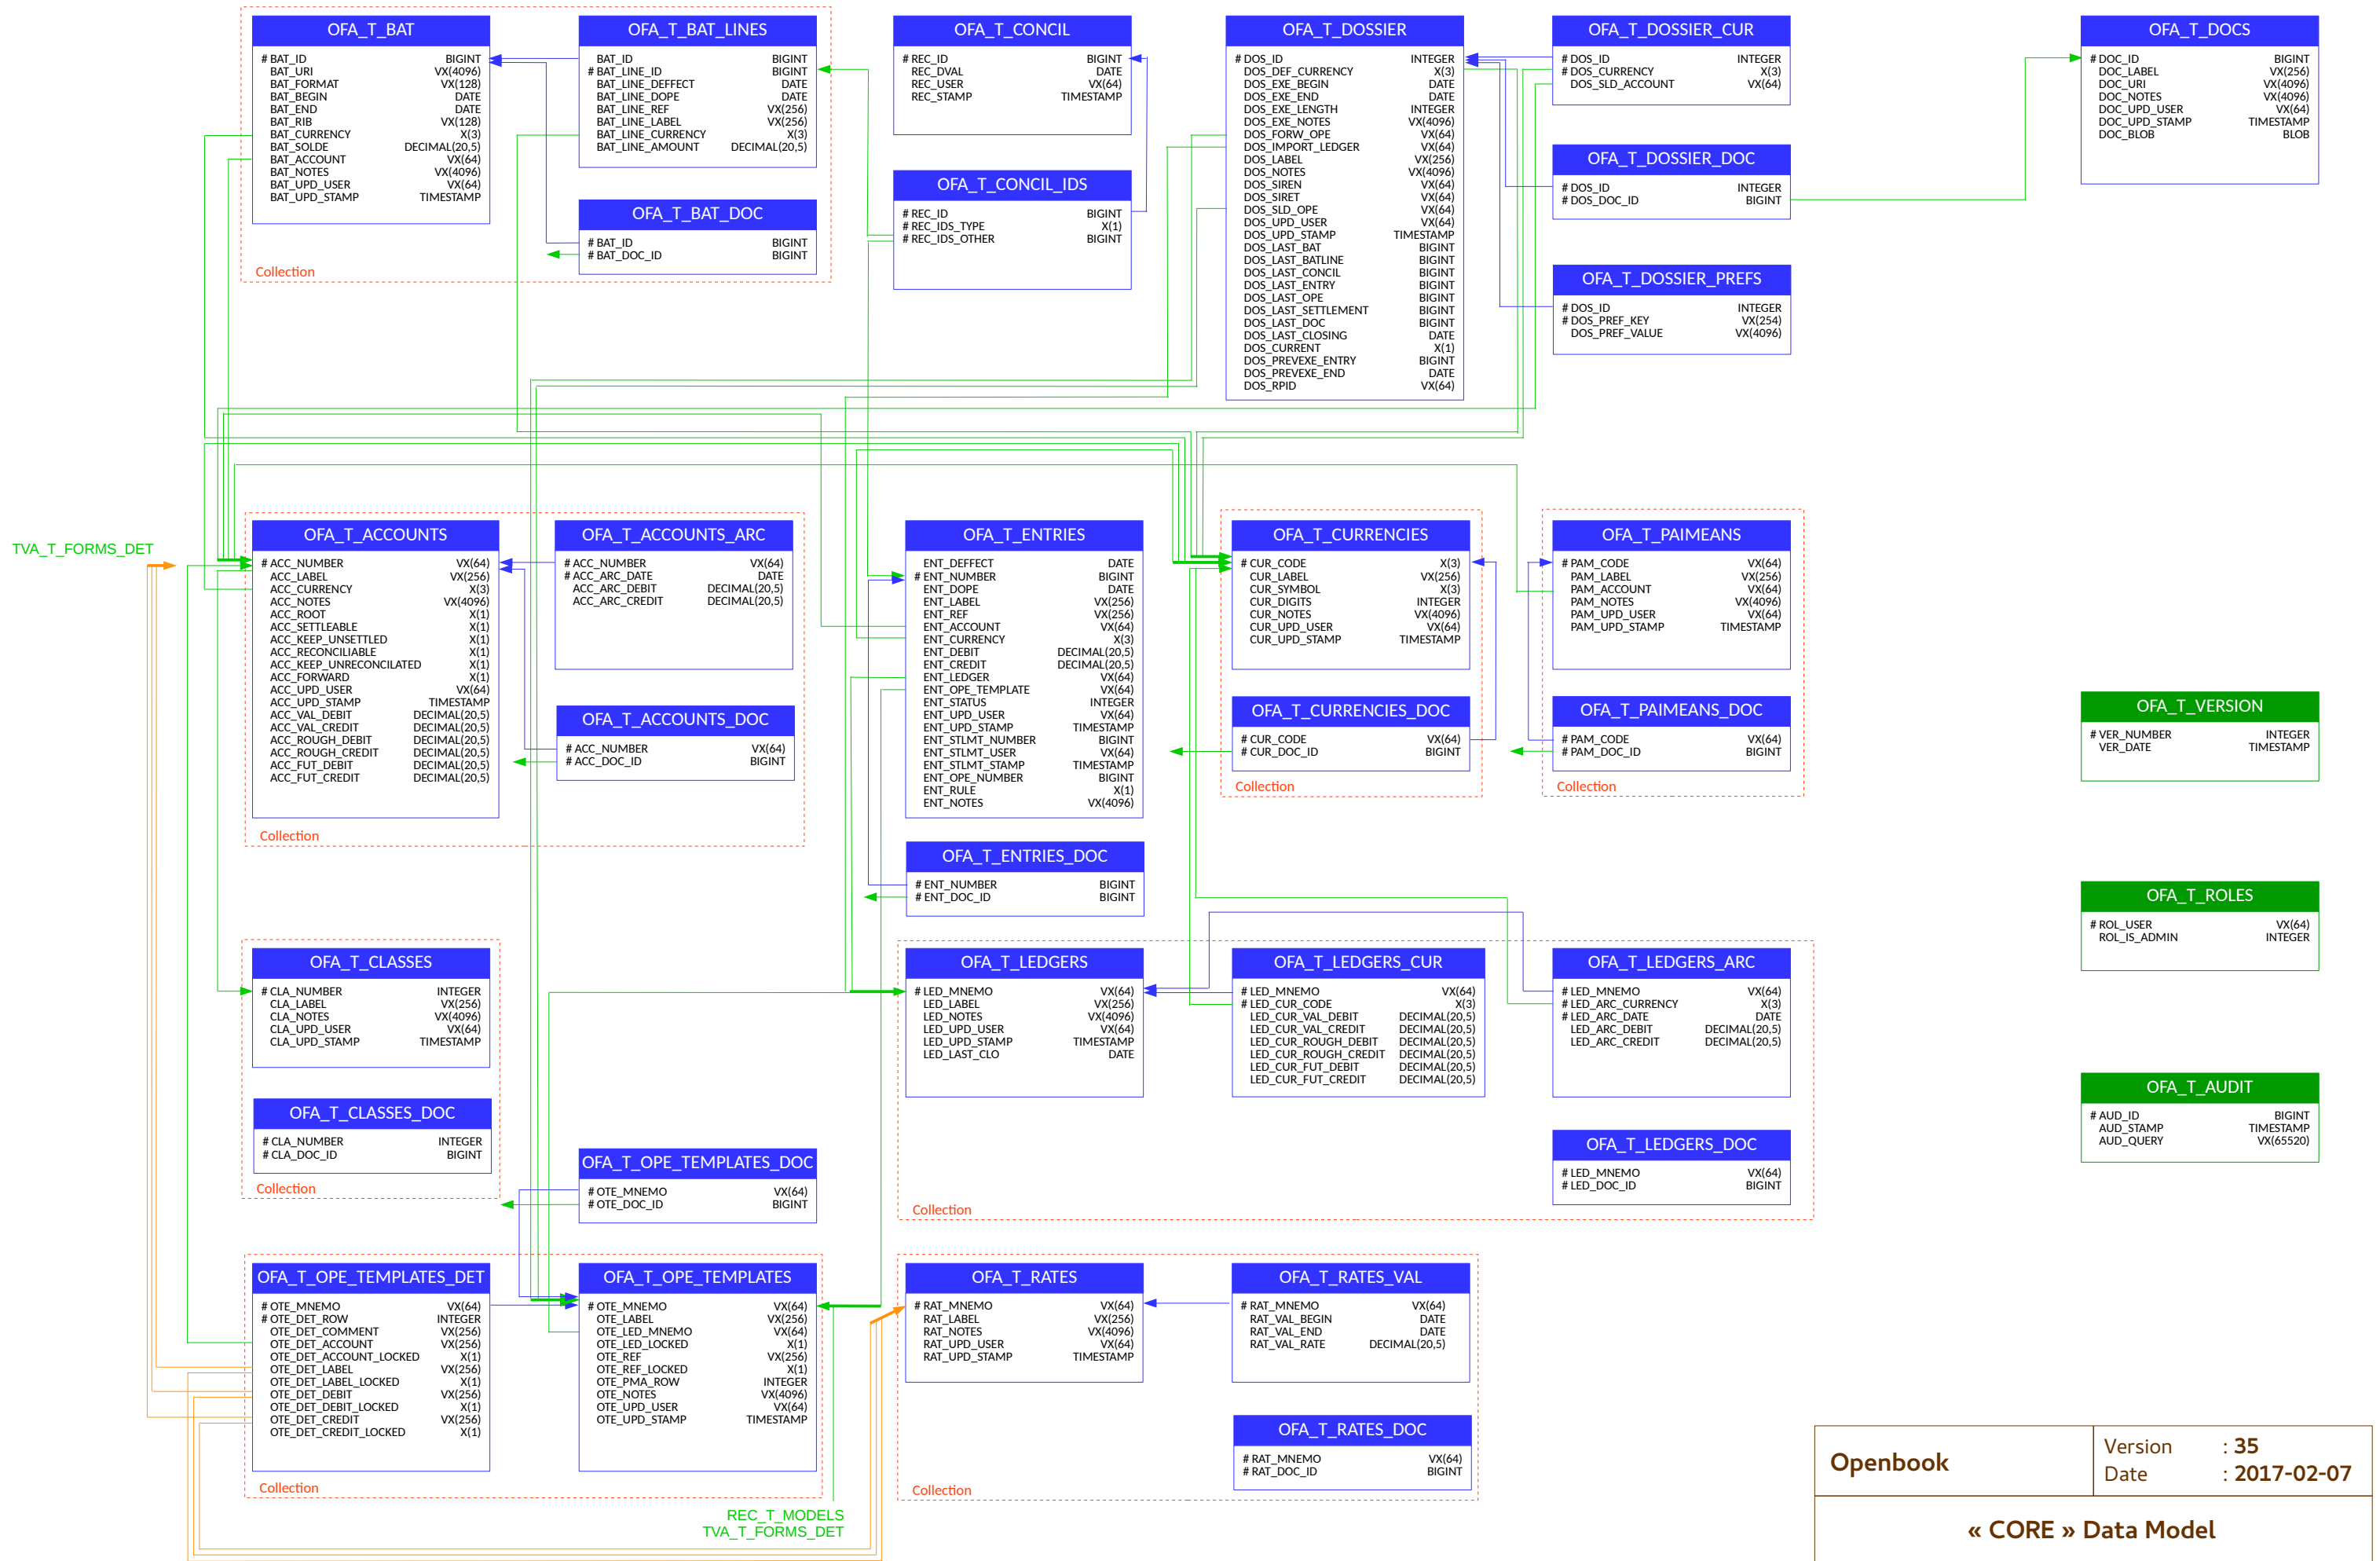 OFA_T_BAT
# BAT_ID BIGINT
BAT_URI VX(4096)
BAT_FORMAT VX(128)
BAT_BEGIN DATE
BAT_END DATE
BAT_RIB VX(128)
BAT_CURRENCY X(3)
BAT_SOLDE DECIMAL(20,5)
BAT_ACCOUNT VX(64)
BAT_NOTES VX(4096)
BAT_UPD_USER VX(64)
BAT_UPD_STAMP TIMESTAMP
OFA_T_BAT_LINES
BAT_ID BIGINT
# BAT_LINE_ID BIGINT
BAT_LINE_DEFFECT DATE
BAT_LINE_DOPE DATE
BAT_LINE_REF VX(256)
BAT_LINE_LABEL VX(256)
BAT_LINE_CURRENCY X(3)
BAT_LINE_AMOUNT DECIMAL(20,5)
OFA_T_BAT_DOC
# BAT_ID BIGINT
# BAT_DOC_ID BIGINT
Collection
OFA_T_CONCIL
# REC_ID BIGINT
REC_DVAL DATE
REC_USER VX(64)
REC_STAMP TIMESTAMP
OFA_T_CONCIL_IDS
# REC_ID BIGINT
# REC_IDS_TYPE X(1)
# REC_IDS_OTHER BIGINT
OFA_T_DOSSIER
# DOS_ID INTEGER
DOS_DEF_CURRENCY X(3)
DOS_EXE_BEGIN DATE
DOS_EXE_END DATE
DOS_EXE_LENGTH INTEGER
DOS_EXE_NOTES VX(4096)
DOS_FORW_OPE VX(64)
DOS_IMPORT_LEDGER VX(64)
DOS_LABEL VX(256)
DOS_NOTES VX(4096)
DOS_SIREN VX(64)
DOS_SIRET VX(64)
DOS_SLD_OPE VX(64)
DOS_UPD_USER VX(64)
DOS_UPD_STAMP TIMESTAMP
DOS_LAST_BAT BIGINT
DOS_LAST_BATLINE BIGINT
DOS_LAST_CONCIL BIGINT
DOS_LAST_ENTRY BIGINT
DOS_LAST_OPE BIGINT
DOS_LAST_SETTLEMENT BIGINT
DOS_LAST_DOC BIGINT
DOS_LAST_CLOSING DATE
DOS_CURRENT X(1)
DOS_PREVEXE_ENTRY BIGINT
DOS_PREVEXE_END DATE
DOS_RPID VX(64)
OFA_T_DOSSIER_CUR
# DOS_ID INTEGER
# DOS_CURRENCY X(3)
DOS_SLD_ACCOUNT VX(64)
OFA_T_DOSSIER_DOC
# DOS_ID INTEGER
# DOS_DOC_ID BIGINT
OFA_T_DOSSIER_PREFS
# DOS_ID INTEGER
# DOS_PREF_KEY VX(254)
DOS_PREF_VALUE VX(4096)
OFA_T_DOCS
# DOC_ID BIGINT
DOC_LABEL VX(256)
DOC_URI VX(4096)
DOC_NOTES VX(4096)
DOC_UPD_USER VX(64)
DOC_UPD_STAMP TIMESTAMP
DOC_BLOB BLOB
TVA_T_FORMS_DET
OFA_T_ACCOUNTS
# ACC_NUMBER VX(64)
ACC_LABEL VX(256)
ACC_CURRENCY X(3)
ACC_NOTES VX(4096)
ACC_ROOT X(1)
ACC_SETTLEABLE X(1)
ACC_KEEP_UNSETTLED X(1)
ACC_RECONCILIABLE X(1)
ACC_KEEP_UNRECONCILATED X(1)
ACC_FORWARD X(1)
ACC_UPD_USER VX(64)
ACC_UPD_STAMP TIMESTAMP
ACC_VAL_DEBIT DECIMAL(20,5)
ACC_VAL_CREDIT DECIMAL(20,5)
ACC_ROUGH_DEBIT DECIMAL(20,5)
ACC_ROUGH_CREDIT DECIMAL(20,5)
ACC_FUT_DEBIT DECIMAL(20,5)
ACC_FUT_CREDIT DECIMAL(20,5)
OFA_T_ACCOUNTS_ARC
# ACC_NUMBER VX(64)
# ACC_ARC_DATE DATE
ACC_ARC_DEBIT DECIMAL(20,5)
ACC_ARC_CREDIT DECIMAL(20,5)
OFA_T_ACCOUNTS_DOC
# ACC_NUMBER VX(64)
# ACC_DOC_ID BIGINT
Collection
OFA_T_ENTRIES
ENT_DEFFECT DATE
# ENT_NUMBER BIGINT
ENT_DOPE DATE
ENT_LABEL VX(256)
ENT_REF VX(256)
ENT_ACCOUNT VX(64)
ENT_CURRENCY X(3)
ENT_DEBIT DECIMAL(20,5)
ENT_CREDIT DECIMAL(20,5)
ENT_LEDGER VX(64)
ENT_OPE_TEMPLATE VX(64)
ENT_STATUS INTEGER
ENT_UPD_USER VX(64)
ENT_UPD_STAMP TIMESTAMP
ENT_STLMT_NUMBER BIGINT
ENT_STLMT_USER VX(64)
ENT_STLMT_STAMP TIMESTAMP
ENT_OPE_NUMBER BIGINT
ENT_RULE X(1)
ENT_NOTES VX(4096)
OFA_T_ENTRIES_DOC
# ENT_NUMBER BIGINT
# ENT_DOC_ID BIGINT
OFA_T_CURRENCIES
# CUR_CODE X(3)
CUR_LABEL VX(256)
CUR_SYMBOL X(3)
CUR_DIGITS INTEGER
CUR_NOTES VX(4096)
CUR_UPD_USER VX(64)
CUR_UPD_STAMP TIMESTAMP
OFA_T_CURRENCIES_DOC
# CUR_CODE VX(64)
# CUR_DOC_ID BIGINT
Collection
OFA_T_PAIMEANS
# PAM_CODE VX(64)
PAM_LABEL VX(256)
PAM_ACCOUNT VX(64)
PAM_NOTES VX(4096)
PAM_UPD_USER VX(64)
PAM_UPD_STAMP TIMESTAMP
OFA_T_PAIMEANS_DOC
# PAM_CODE VX(64)
# PAM_DOC_ID BIGINT
Collection
OFA_T_VERSION
# VER_NUMBER INTEGER
VER_DATE TIMESTAMP
OFA_T_ROLES
# ROL_USER VX(64)
ROL_IS_ADMIN INTEGER
OFA_T_AUDIT
# AUD_ID BIGINT
AUD_STAMP TIMESTAMP
AUD_QUERY VX(65520)
OFA_T_CLASSES
# CLA_NUMBER INTEGER
CLA_LABEL VX(256)
CLA_NOTES VX(4096)
CLA_UPD_USER VX(64)
CLA_UPD_STAMP TIMESTAMP
OFA_T_CLASSES_DOC
# CLA_NUMBER INTEGER
# CLA_DOC_ID BIGINT
Collection
OFA_T_LEDGERS
# LED_MNEMO VX(64)
LED_LABEL VX(256)
LED_NOTES VX(4096)
LED_UPD_USER VX(64)
LED_UPD_STAMP TIMESTAMP
LED_LAST_CLO DATE
OFA_T_LEDGERS_CUR
# LED_MNEMO VX(64)
# LED_CUR_CODE X(3)
LED_CUR_VAL_DEBIT DECIMAL(20,5)
LED_CUR_VAL_CREDIT DECIMAL(20,5)
LED_CUR_ROUGH_DEBIT DECIMAL(20,5)
LED_CUR_ROUGH_CREDIT DECIMAL(20,5)
LED_CUR_FUT_DEBIT DECIMAL(20,5)
LED_CUR_FUT_CREDIT DECIMAL(20,5)
OFA_T_LEDGERS_ARC
# LED_MNEMO VX(64)
# LED_ARC_CURRENCY X(3)
# LED_ARC_DATE DATE
LED_ARC_DEBIT DECIMAL(20,5)
LED_ARC_CREDIT DECIMAL(20,5)
OFA_T_LEDGERS_DOC
# LED_MNEMO VX(64)
# LED_DOC_ID BIGINT
Collection
OFA_T_OPE_TEMPLATES_DOC
# OTE_MNEMO VX(64)
# OTE_DOC_ID BIGINT
OFA_T_OPE_TEMPLATES_DET
# OTE_MNEMO VX(64)
# OTE_DET_ROW INTEGER
OTE_DET_COMMENT VX(256)
OTE_DET_ACCOUNT VX(256)
OTE_DET_ACCOUNT_LOCKED X(1)
OTE_DET_LABEL VX(256)
OTE_DET_LABEL_LOCKED X(1)
OTE_DET_DEBIT VX(256)
OTE_DET_DEBIT_LOCKED X(1)
OTE_DET_CREDIT VX(256)
OTE_DET_CREDIT_LOCKED X(1)
OFA_T_OPE_TEMPLATES
# OTE_MNEMO VX(64)
OTE_LABEL VX(256)
OTE_LED_MNEMO VX(64)
OTE_LED_LOCKED X(1)
OTE_REF VX(256)
OTE_REF_LOCKED X(1)
OTE_PMA_ROW INTEGER
OTE_NOTES VX(4096)
OTE_UPD_USER VX(64)
OTE_UPD_STAMP TIMESTAMP
Collection
REC_T_MODELS
TVA_T_FORMS_DET
OFA_T_RATES
# RAT_MNEMO VX(64)
RAT_LABEL VX(256)
RAT_NOTES VX(4096)
RAT_UPD_USER VX(64)
RAT_UPD_STAMP TIMESTAMP
OFA_T_RATES_VAL
# RAT_MNEMO VX(64)
RAT_VAL_BEGIN DATE
RAT_VAL_END DATE
RAT_VAL_RATE DECIMAL(20,5)
OFA_T_RATES_DOC
# RAT_MNEMO VX(64)
# RAT_DOC_ID BIGINT
Collection
Openbook
Version : 35
Date : 2017-02-07
« CORE » Data Model